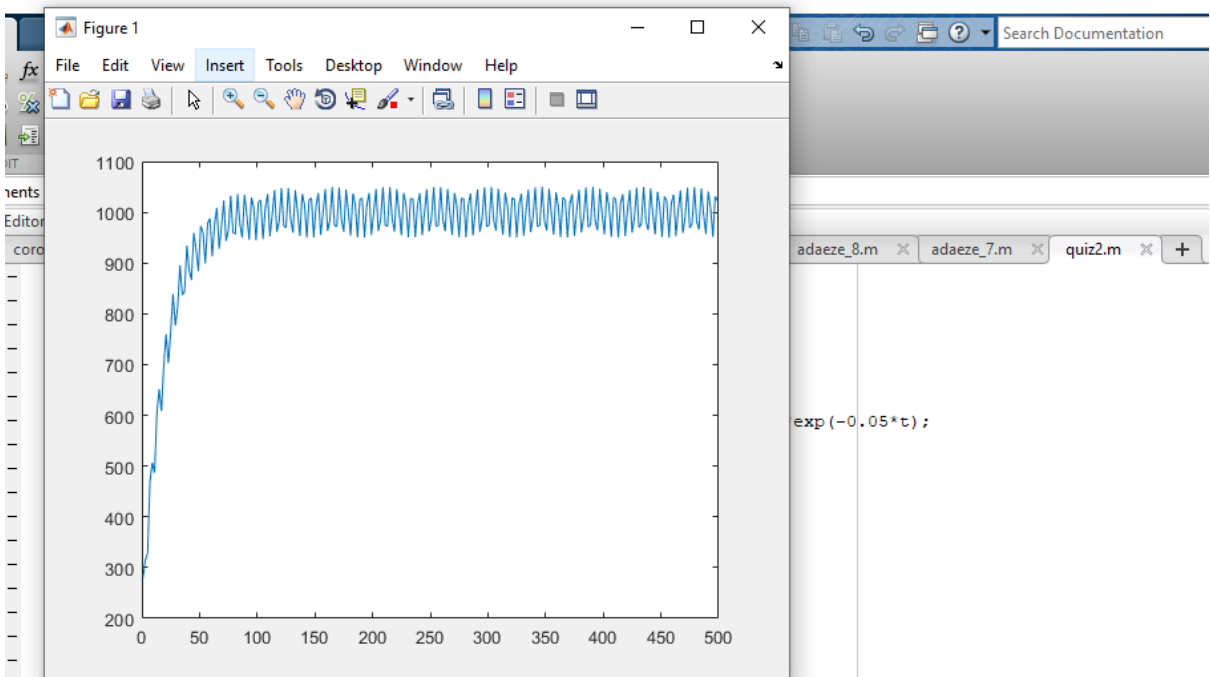 Figure 1
Search Documentation
File Edit View Insert Tools Desktop Window Help
fx
1100
1000
900
800
700
600
500
400
300
200
0 50 100 150 200 250 300 350 400 450 500
Editor
adaeze_8.m adaeze_7.m quiz2.m
exp(-0.05*t);